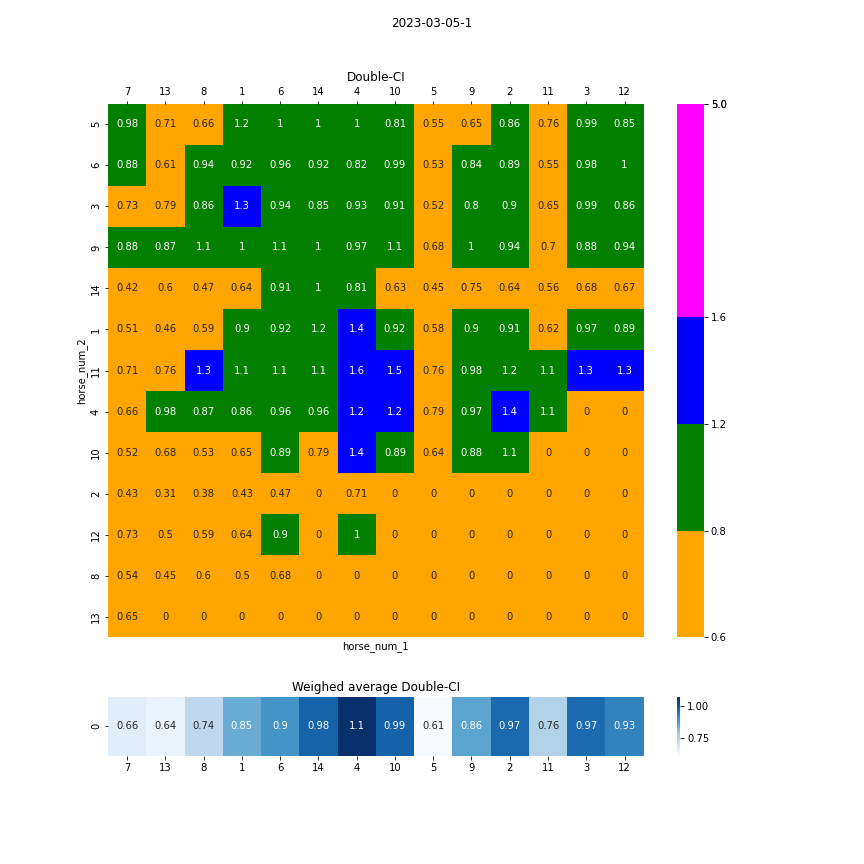 2023-03-05-1
Double-CI
7 13 8 1 6 14 4 10 5 9 2 11 3 12
5 0.98 0.71 0.66 1.2 1 1 1 0.81 0.55 0.65 0.86 0.76 0.99 0.85
6 0.88 0.61 0.94 0.92 0.96 0.92 0.82 0.99 0.53 0.84 0.89 0.55 0.98 1
3 0.73 0.79 0.86 1.3 0.94 0.85 0.93 0.91 0.52 0.8 0.9 0.65 0.99 0.86
9 0.88 0.87 1.1 1 1.1 1 0.97 1.1 0.68 1 0.94 0.7 0.88 0.94
14 0.42 0.6 0.47 0.64 0.91 1 0.81 0.63 0.45 0.75 0.64 0.56 0.68 0.67
1 0.51 0.46 0.59 0.9 0.92 1.2 1.4 0.92 0.58 0.9 0.91 0.62 0.97 0.89
11 0.71 0.76 1.3 1.1 1.1 1.1 1.6 1.5 0.76 0.98 1.2 1.1 1.3 1.3
4 0.66 0.98 0.87 0.86 0.96 0.96 1.2 1.2 0.79 0.97 1.4 1.1 0 0
10 0.52 0.68 0.53 0.65 0.89 0.79 1.4 0.89 0.64 0.88 1.1 0 0 0
2 0.43 0.31 0.38 0.43 0.47 0 0.71 0 0 0 0 0 0 0
12 0.73 0.5 0.59 0.64 0.9 0 1 0 0 0 0 0 0 0
8 0.54 0.45 0.6 0.5 0.68 0 0 0 0 0 0 0 0 0
13 0.65 0 0 0 0 0 0 0 0 0 0 0 0 0
horse_num_2
horse_num_1
5.0
1.6
1.2
0.8
0.6
Weighed average Double-CI
0 0.66 0.64 0.74 0.85 0.9 0.98 1.1 0.99 0.61 0.86 0.97 0.76 0.97 0.93
7 13 8 1 6 14 4 10 5 9 2 11 3 12
1.00
0.75